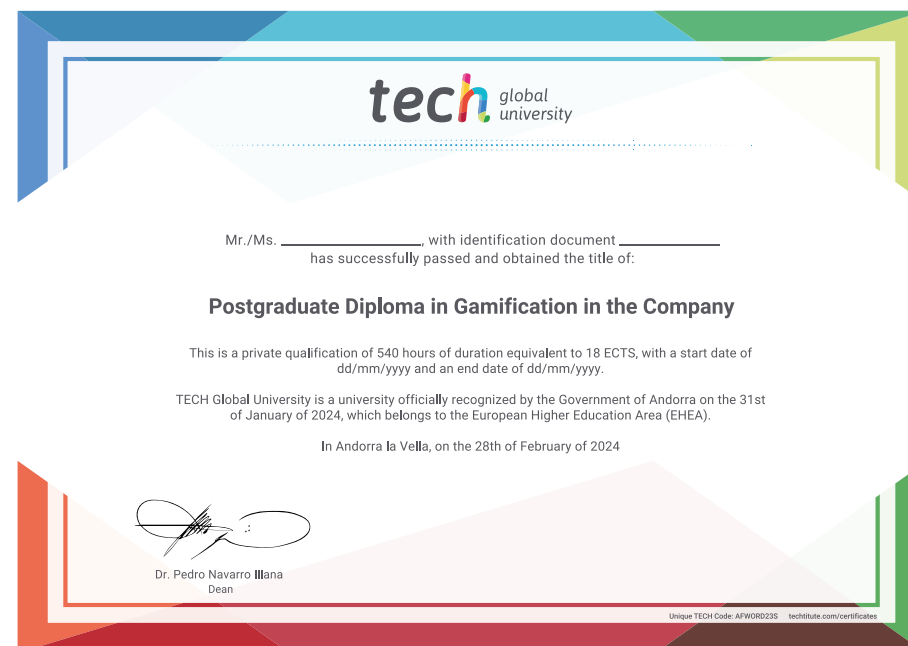 tech global
university
Mr./Ms. ____________, with identification document ____________
has successfully passed and obtained the title of:
Postgraduate Diploma in Gamification in the Company
This is a private qualification of 540 hours of duration equivalent to 18 ECTS, with a start date of
dd/mm/yyyy and an end date of dd/mm/yyyy.
TECH Global University is a university officially recognized by the Government of Andorra on the 31st
of January of 2024, which belongs to the European Higher Education Area (EHEA).
In Andorra la Vella, on the 28th of February of 2024
Dr. Pedro Navarro Illana
Dean
Unique TECH Code: AFWORD23S techtitute.com/certificates